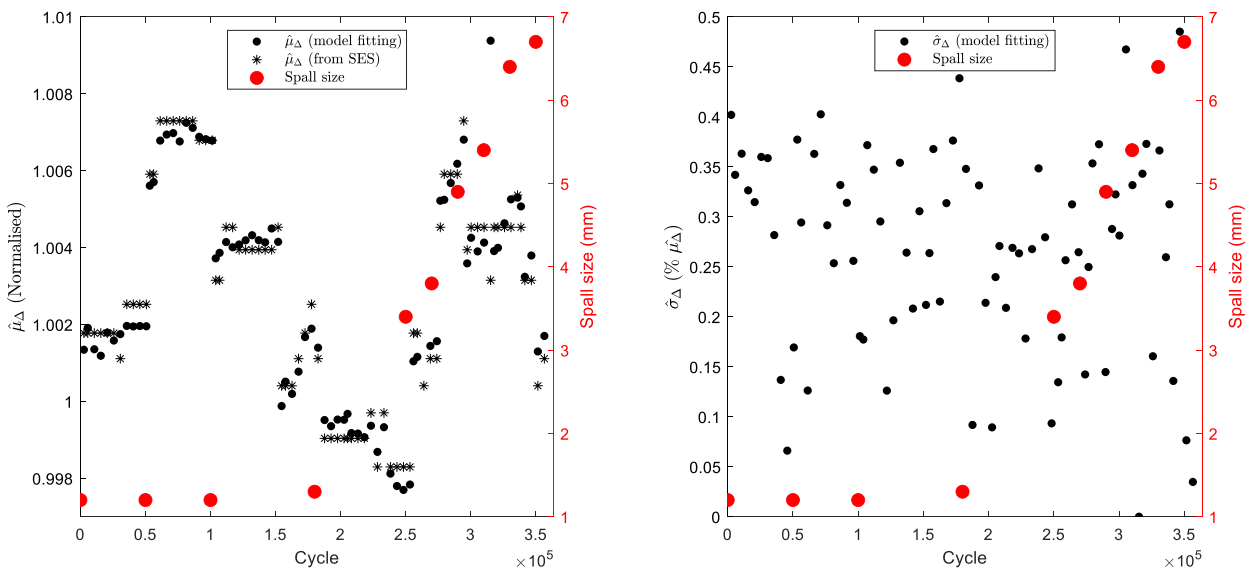 μ̂_Δ (model fitting)
μ̂_Δ (from SES)
Spall size
1.01
1.008
1.006
1.004
1.002
1
0.998
μ̂_Δ (Normalised)
0 0.5 1 1.5 2 2.5 3 3.5
×10^5
Cycle
7
6
5
4
3
2
1
Spall size (mm)
σ̂_Δ (model fitting)
Spall size
0.5
0.45
0.4
0.35
0.3
0.25
0.2
0.15
0.1
0.05
0
σ̂_Δ (% μ̂_Δ)
0 0.5 1 1.5 2 2.5 3 3.5
×10^5
Cycle
7
6
5
4
3
2
1
Spall size (mm)